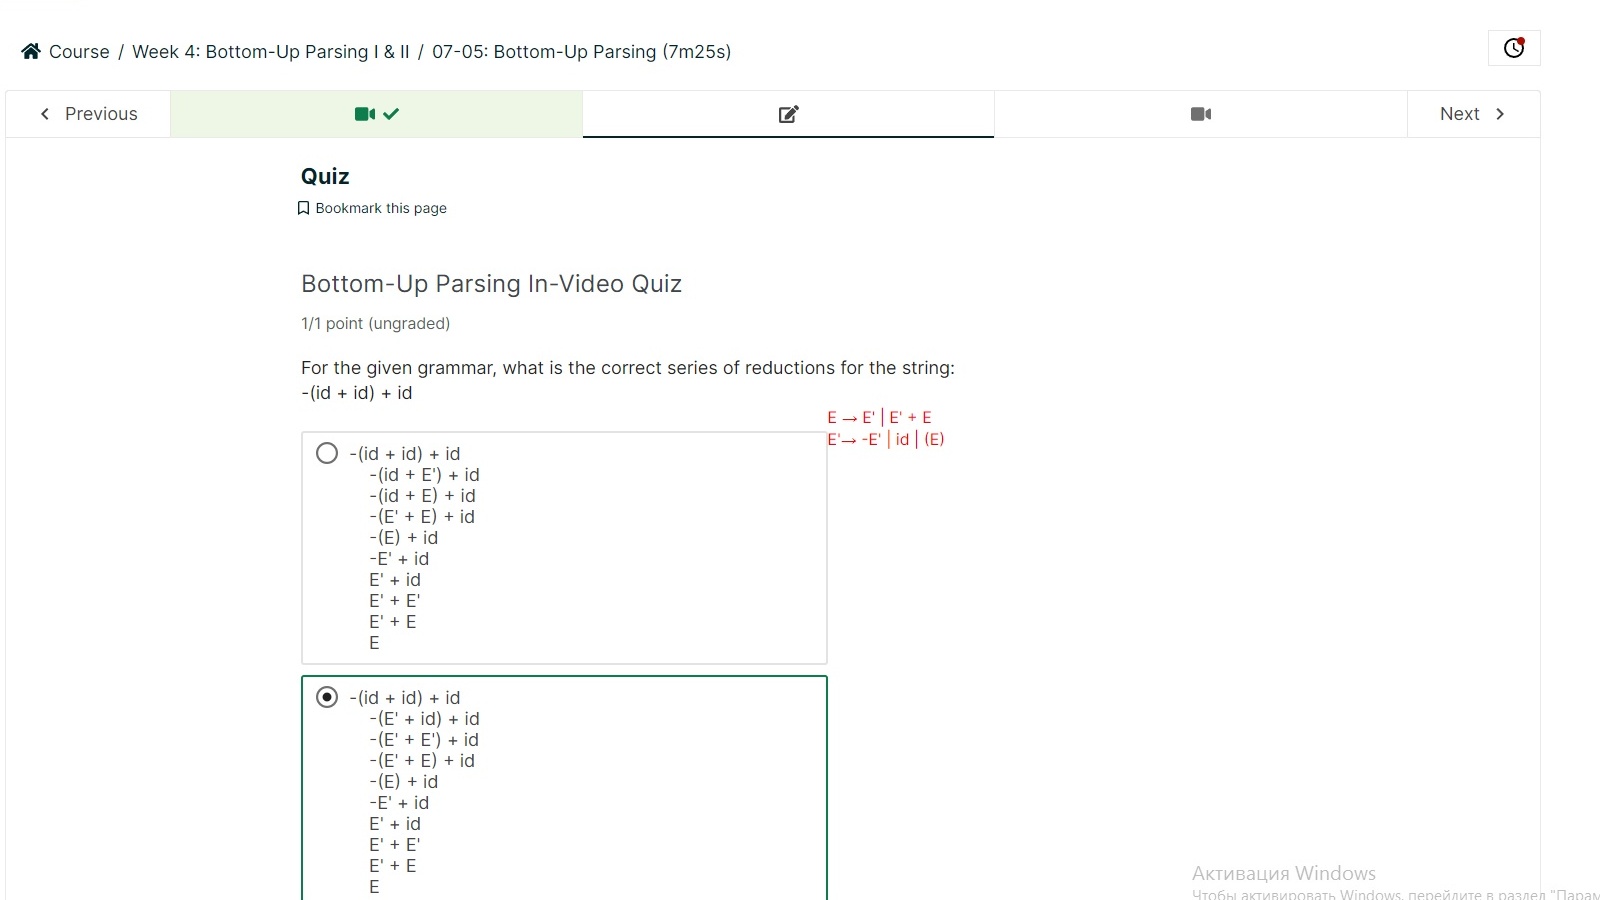 Course / Week 4: Bottom-Up Parsing I & II / 07-05: Bottom-Up Parsing (7m25s)
Previous
Next
Quiz
Bookmark this page
Bottom-Up Parsing In-Video Quiz
1/1 point (ungraded)
For the given grammar, what is the correct series of reductions for the string:
-(id + id) + id
E → E' | E' + E
E'→ -E' | id | (E)
-(id + id) + id
-(id + E') + id
-(id + E) + id
-(E' + E) + id
-(E) + id
-E' + id
E' + id
E' + E'
E' + E
E
-(id + id) + id
-(E' + id) + id
-(E' + E') + id
-(E' + E) + id
-(E) + id
-E' + id
E' + id
E' + E'
E' + E
E
Активация Windows
Чтобы активировать Windows, перейдите в раздел "Парам